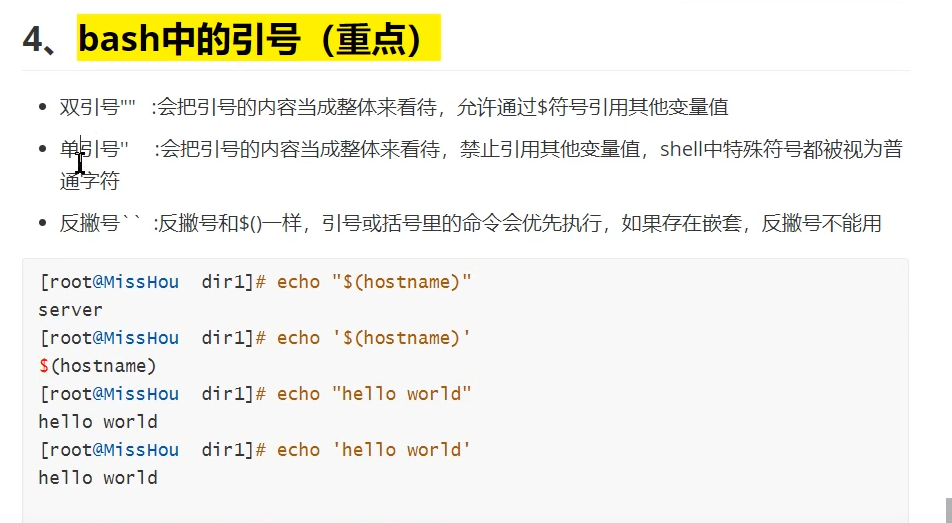 4、bash中的引号（重点）
双引号"" :会把引号的内容当成整体来看待，允许通过$符号引用其他变量值
单引号'' :会把引号的内容当成整体来看待，禁止引用其他变量值，shell中特殊符号都被视为普
通字符
反撇号`` :反撇号和$()一样，引号或括号里的命令会优先执行，如果存在嵌套，反撇号不能用
[root@MissHou  dir1]# echo "$(hostname)"
server
[root@MissHou  dir1]# echo '$(hostname)'
$(hostname)
[root@MissHou  dir1]# echo "hello world"
hello world
[root@MissHou  dir1]# echo 'hello world'
hello world